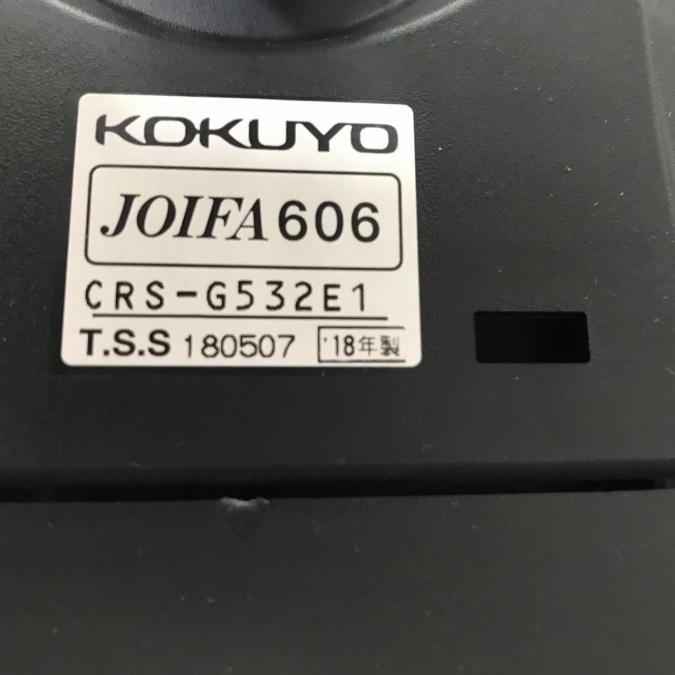 KOKUYO
JOIFA 606
CRS-G532E1
T.S.S 180507 '18年製